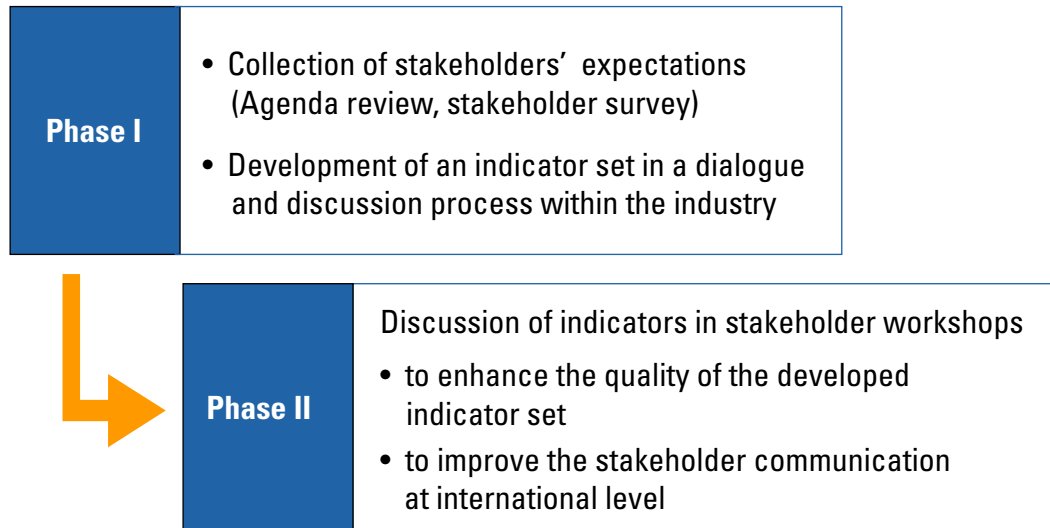 Phase I
• Collection of stakeholders’ expectations
(Agenda review, stakeholder survey)
• Development of an indicator set in a dialogue
and discussion process within the industry
Phase II
Discussion of indicators in stakeholder workshops
• to enhance the quality of the developed
indicator set
• to improve the stakeholder communication
at international level